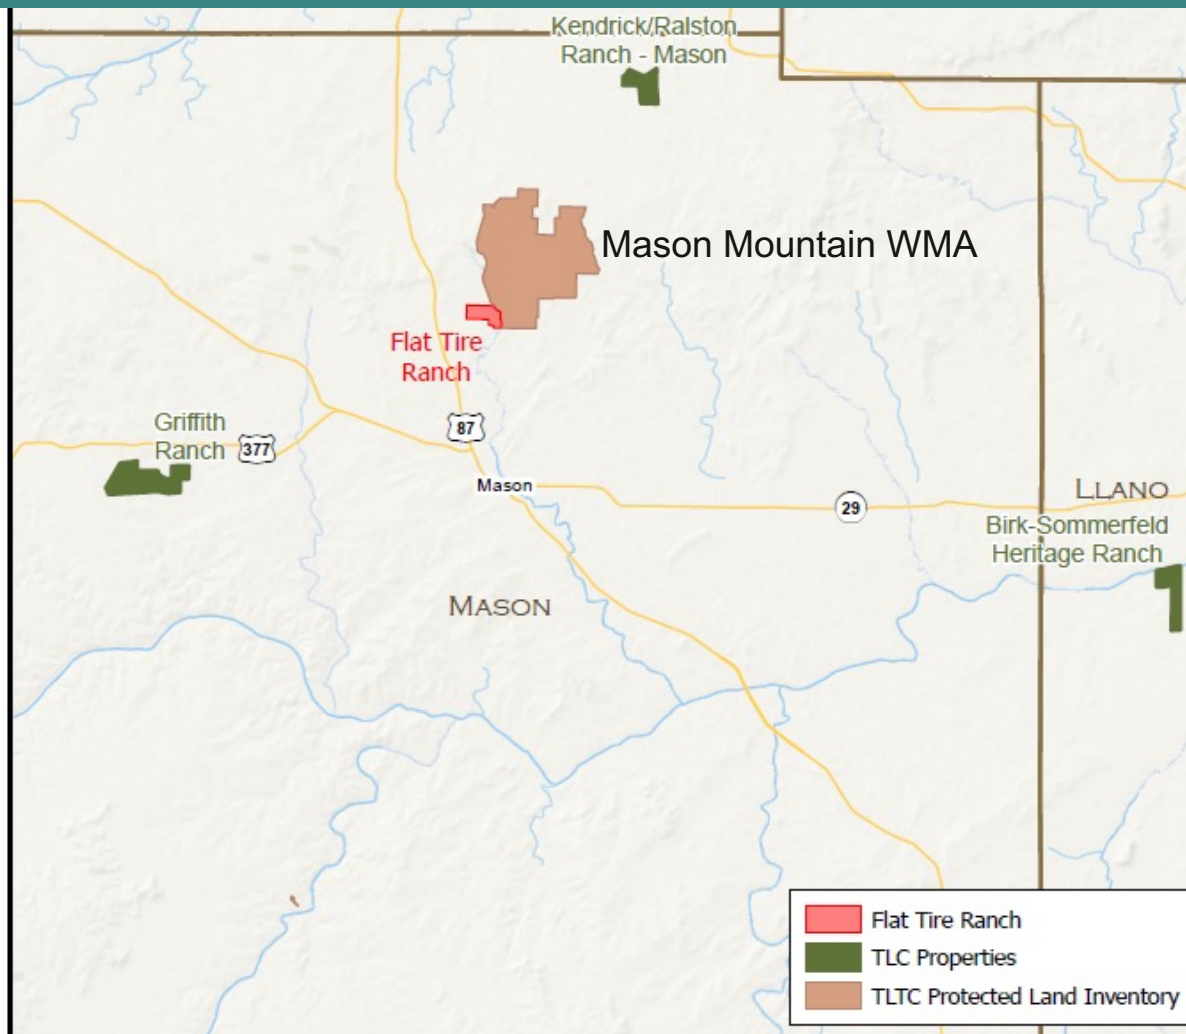 Kendrick/Ralston
Ranch - Mason
Mason Mountain WMA
Flat Tire
Ranch
Griffith
Ranch
377
87
Mason
29
LLANO
Birk-Sommerfeld
Heritage Ranch
MASON
Flat Tire Ranch
TLC Properties
TLTC Protected Land Inventory